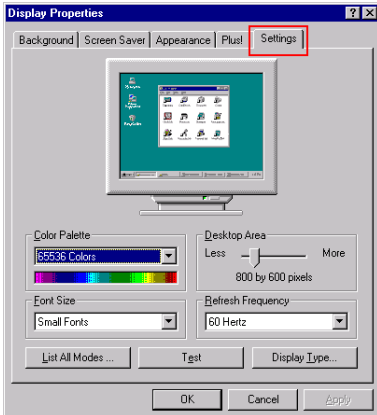 Display Properties
Background Screen Saver Appearance Plus! Settings
Color Palette
65536 Colors
Desktop Area
Less More
800 by 600 pixels
Font Size
Small Fonts
Refresh Frequency
60 Hertz
List All Modes ... Test Display Type...
OK Cancel Apply